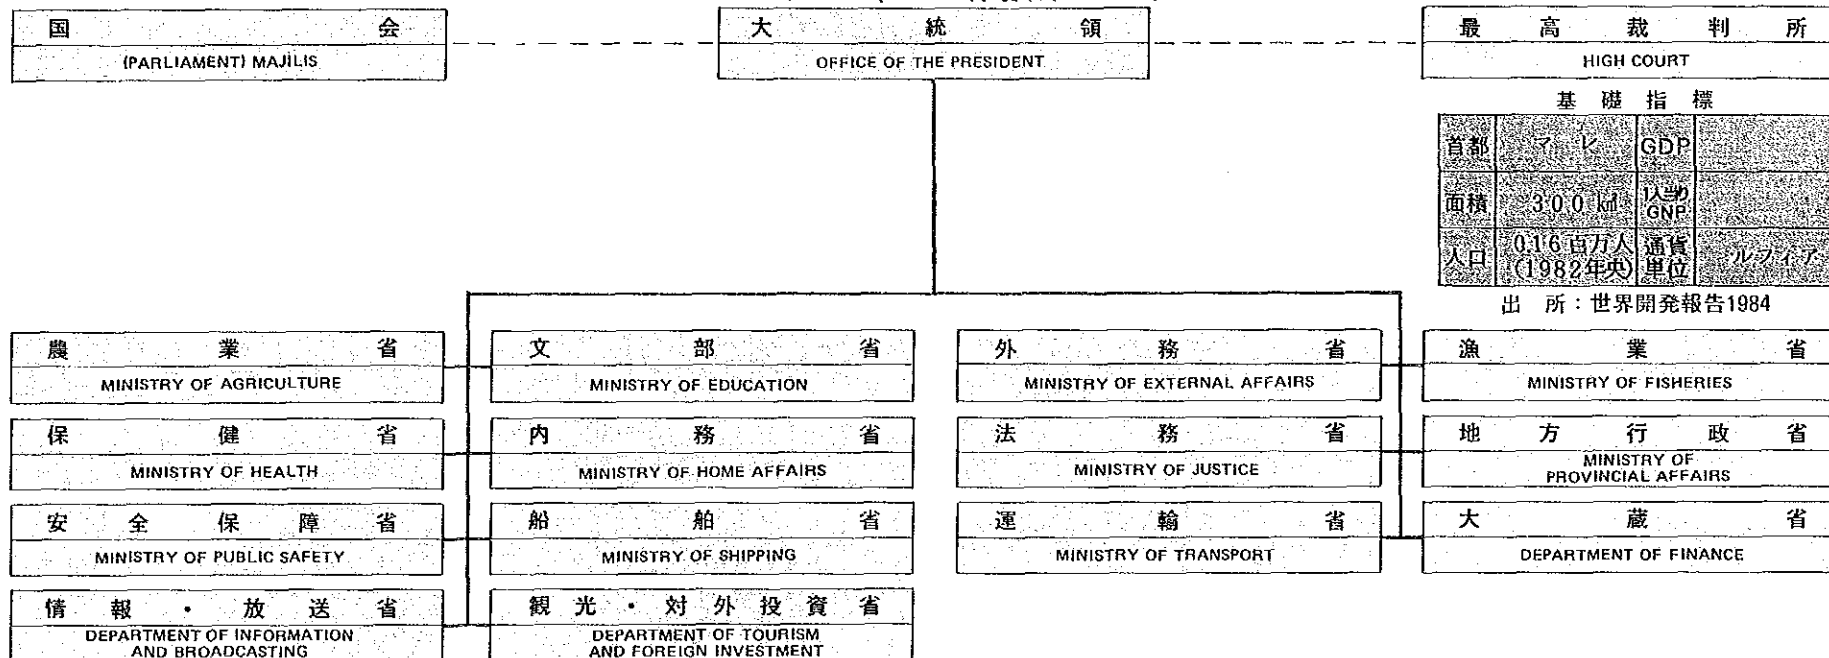 国会
(PARLIAMENT) MAJILIS
大統領
OFFICE OF THE PRESIDENT
最高裁判所
HIGH COURT
基礎指標
首都 マレ GDP
面積 300 km² 1人当り GNP
人口 0.16百万人 (1982年央) 通貨単位 ルフィア
出所:世界開発報告1984
農業省
MINISTRY OF AGRICULTURE
文部省
MINISTRY OF EDUCATION
外務省
MINISTRY OF EXTERNAL AFFAIRS
漁業省
MINISTRY OF FISHERIES
保健省
MINISTRY OF HEALTH
内務省
MINISTRY OF HOME AFFAIRS
法務省
MINISTRY OF JUSTICE
地方行政省
MINISTRY OF
PROVINCIAL AFFAIRS
安全保障省
MINISTRY OF PUBLIC SAFETY
船舶省
MINISTRY OF SHIPPING
運輸省
MINISTRY OF TRANSPORT
大蔵省
DEPARTMENT OF FINANCE
情報・放送省
DEPARTMENT OF INFORMATION
AND BROADCASTING
観光・対外投資省
DEPARTMENT OF TOURISM
AND FOREIGN INVESTMENT